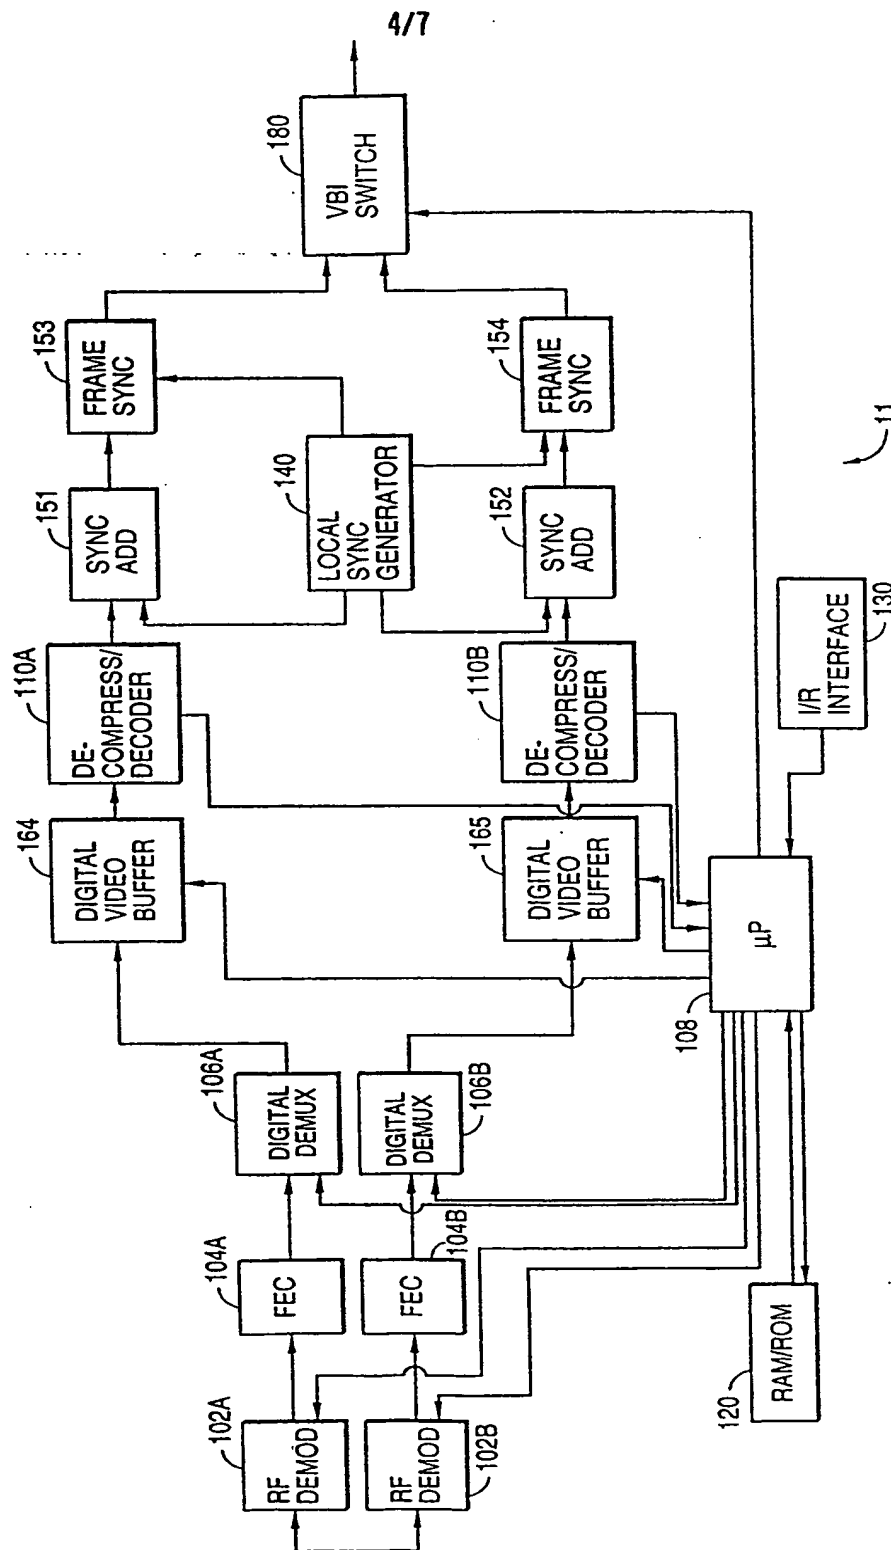 4/7
102A
RF
DEMOD
104A
FEC
106A
DIGITAL
DEMUX
164
DIGITAL
VIDEO
BUFFER
110A
DE-
COMPRESS/
DECODER
151
SYNC
ADD
153
FRAME
SYNC
180
VBI
SWITCH
140
LOCAL
SYNC
GENERATOR
RF
DEMOD
102B
FEC
104B
DIGITAL
DEMUX
106B
165
DIGITAL
VIDEO
BUFFER
110B
DE-
COMPRESS/
DECODER
152
SYNC
ADD
154
FRAME
SYNC
120
RAM/ROM
108
μP
I/R
INTERFACE
130
11